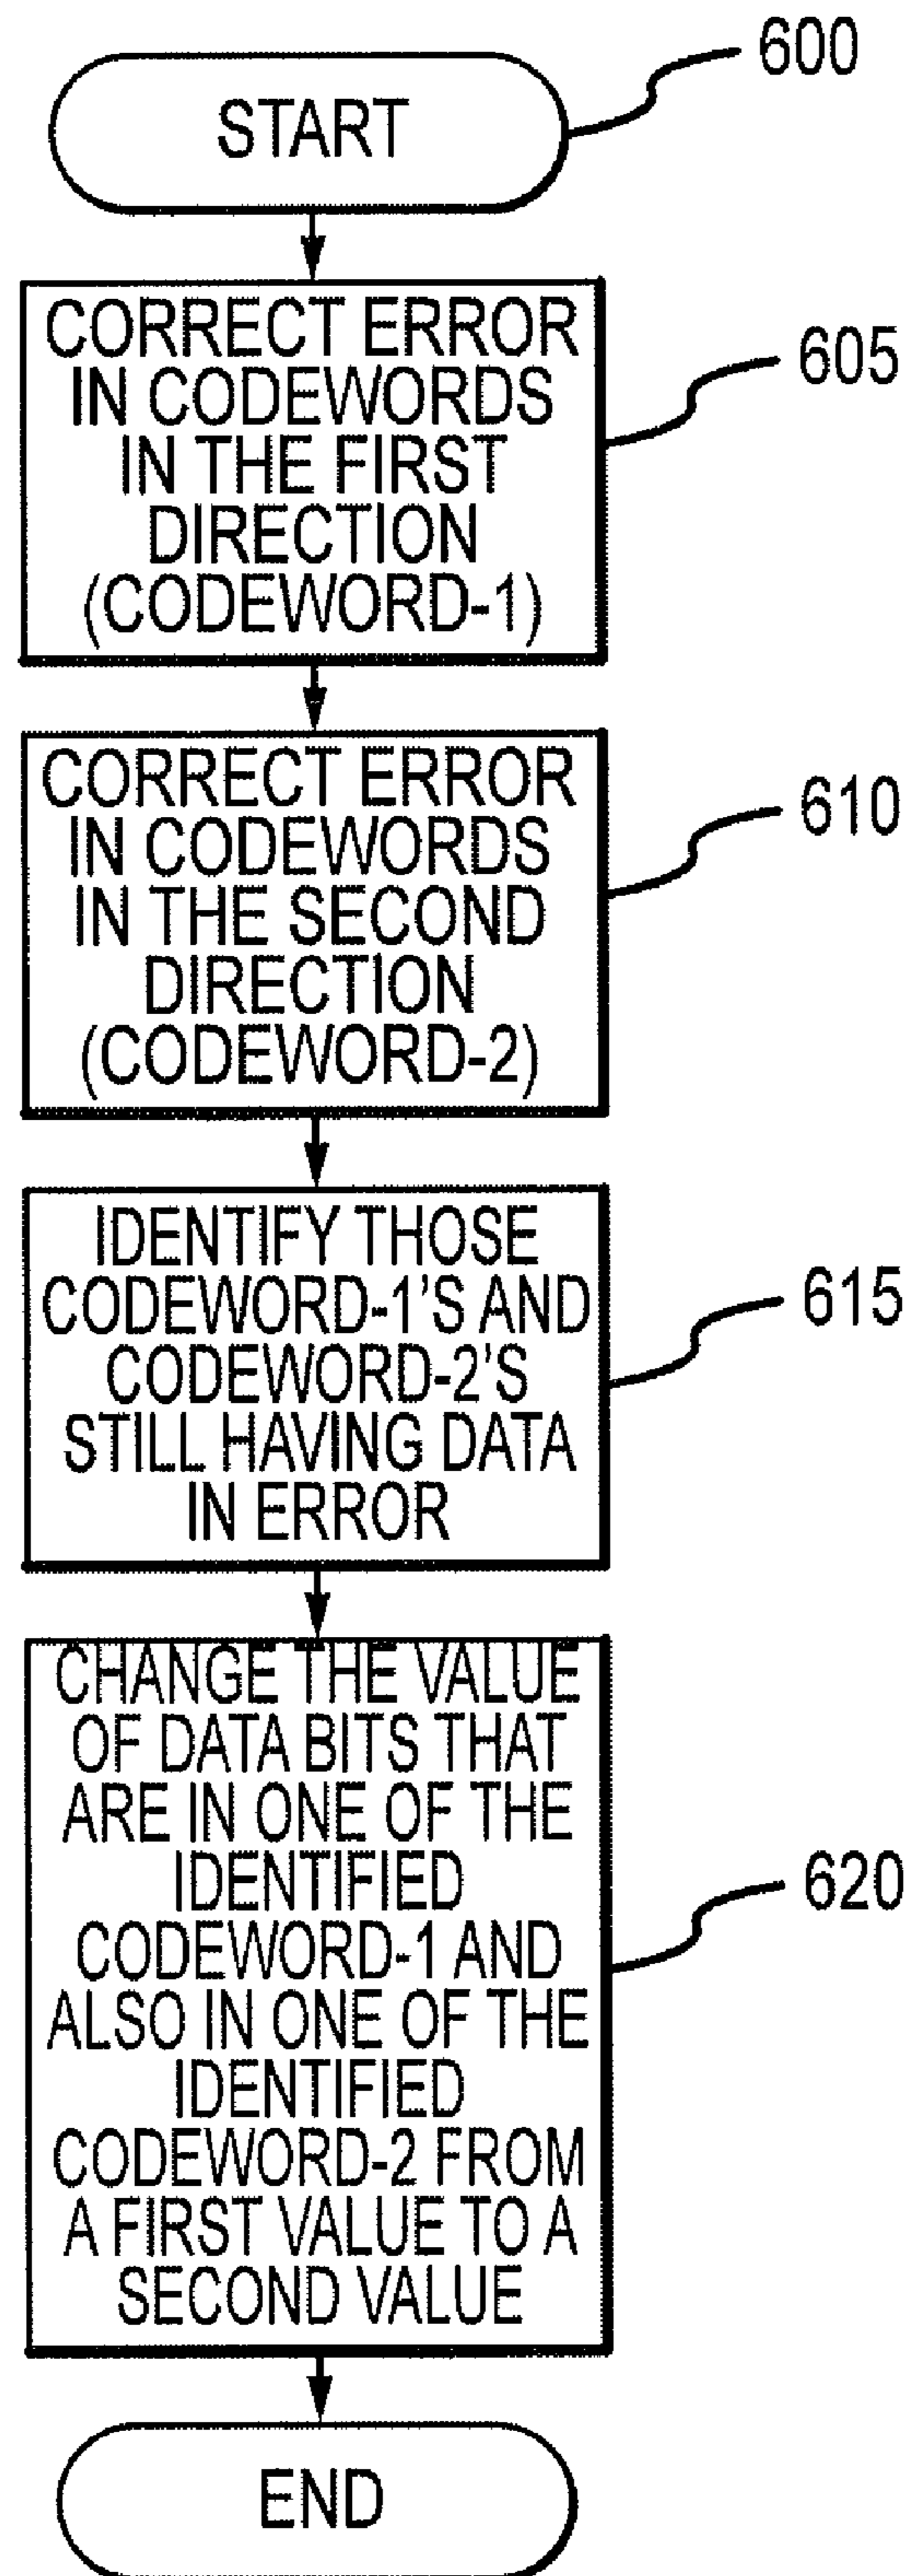 600
START
CORRECT ERROR
IN CODEWORDS
IN THE FIRST
DIRECTION
(CODEWORD-1)
605
CORRECT ERROR
IN CODEWORDS
IN THE SECOND
DIRECTION
(CODEWORD-2)
610
IDENTIFY THOSE
CODEWORD-1'S AND
CODEWORD-2'S
STILL HAVING DATA
IN ERROR
615
CHANGE THE VALUE
OF DATA BITS THAT
ARE IN ONE OF THE
IDENTIFIED
CODEWORD-1 AND
ALSO IN ONE OF THE
IDENTIFIED
CODEWORD-2 FROM
A FIRST VALUE TO A
SECOND VALUE
620
END